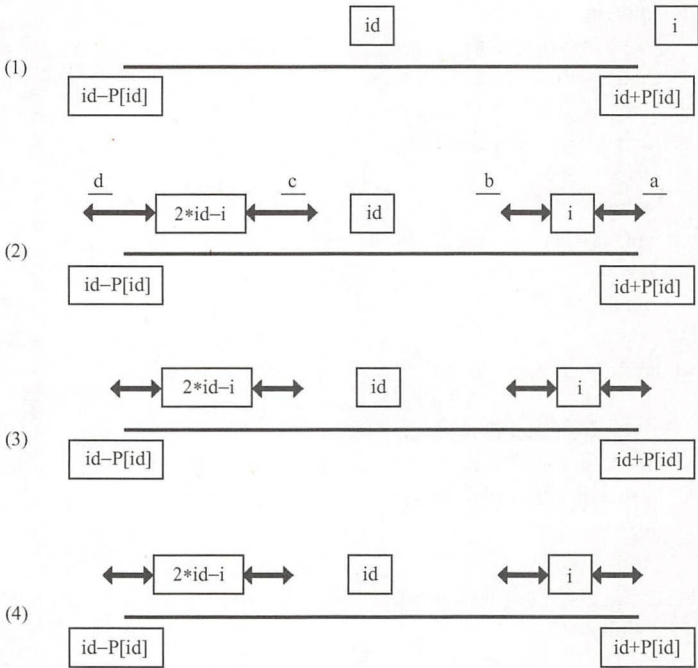 id i
(1)
id−P[id] id+P[id]
d c b a
2*id−i id i
(2)
id−P[id] id+P[id]
2*id−i id i
(3)
id−P[id] id+P[id]
2*id−i id i
(4)
id−P[id] id+P[id]